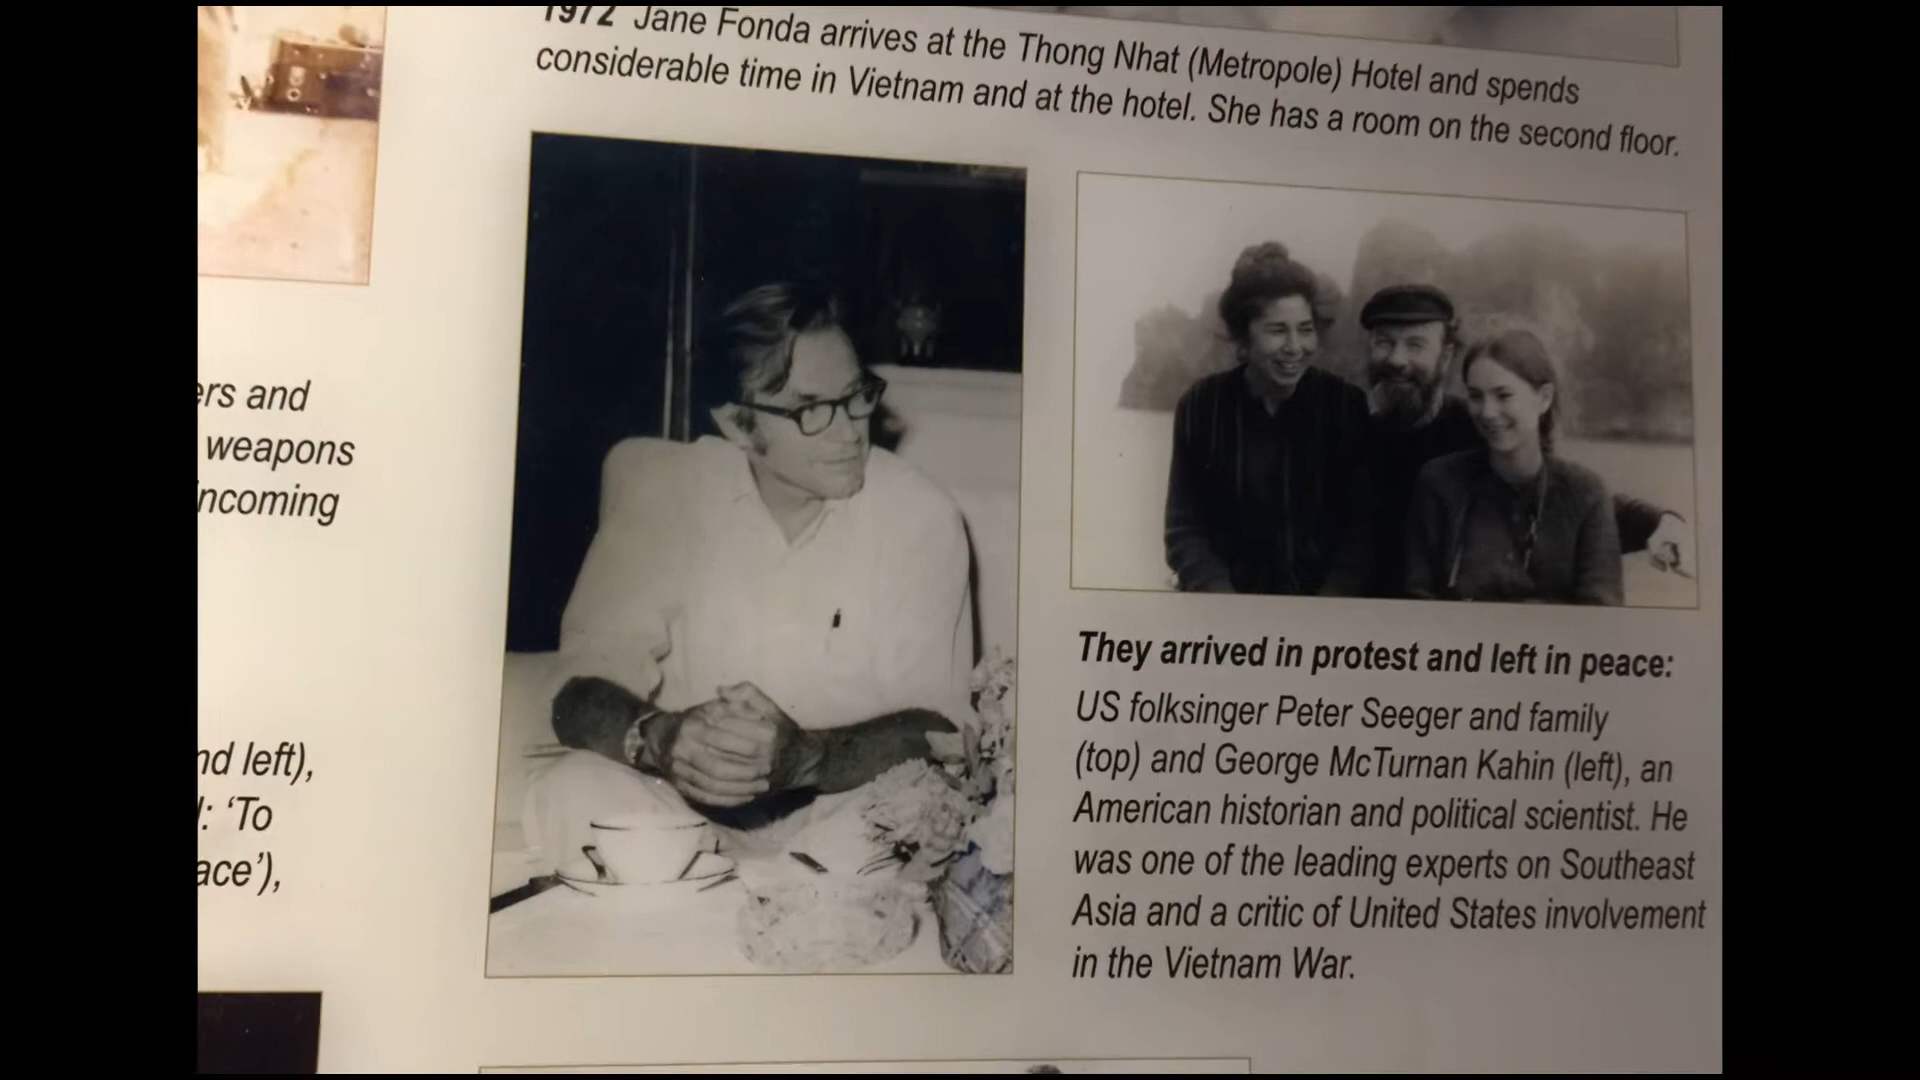 1972 Jane Fonda arrives at the Thong Nhat (Metropole) Hotel and spends
considerable time in Vietnam and at the hotel. She has a room on the second floor.
They arrived in protest and left in peace:
US folksinger Peter Seeger and family
(top) and George McTurnan Kahin (left), an
American historian and political scientist. He
was one of the leading experts on Southeast
Asia and a critic of United States involvement
in the Vietnam War.
and
weapons
incoming
left),
'To